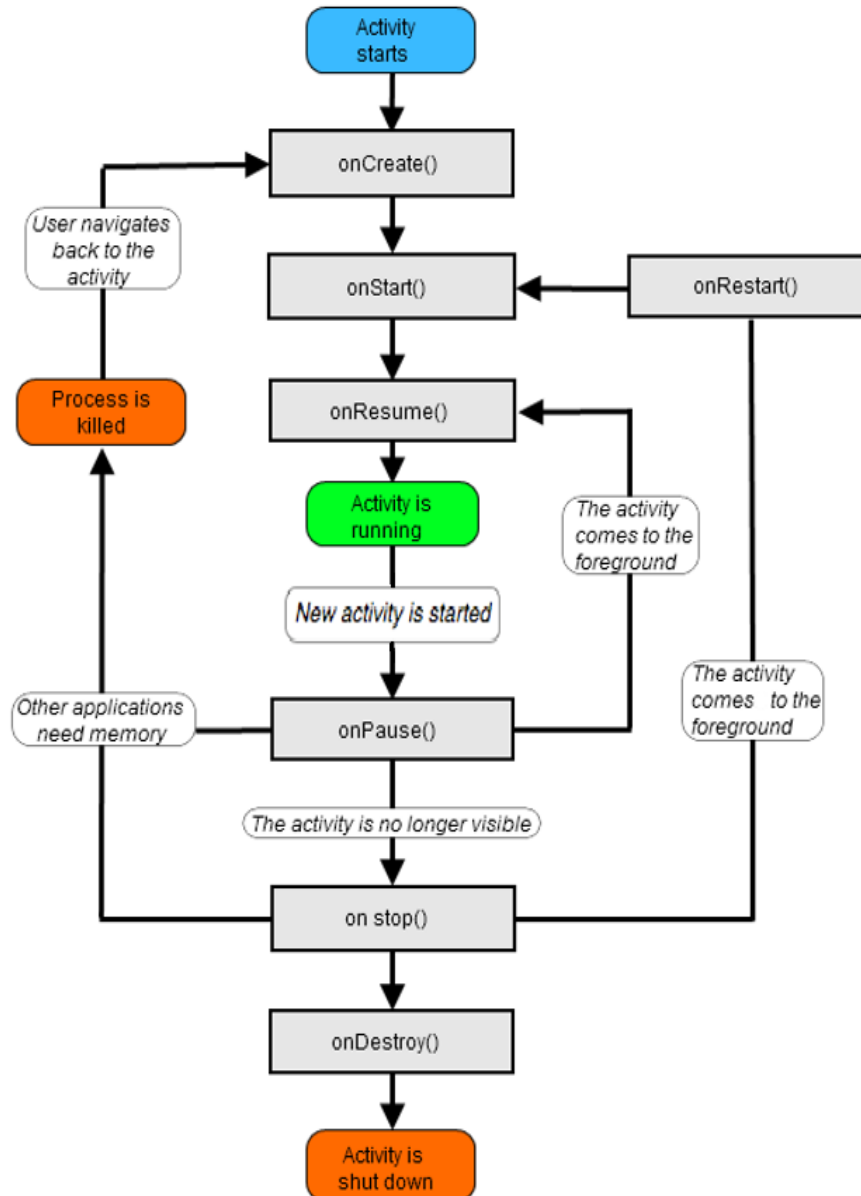 Activity
starts
onCreate()
User navigates
back to the
activity
onStart()
onRestart()
Process is
killed
onResume()
Activity is
running
The activity
comes to the
foreground
New activity is started
The activity
comes to the
foreground
Other applications
need memory
onPause()
The activity is no longer visible
on stop()
onDestroy()
Activity is
shut down